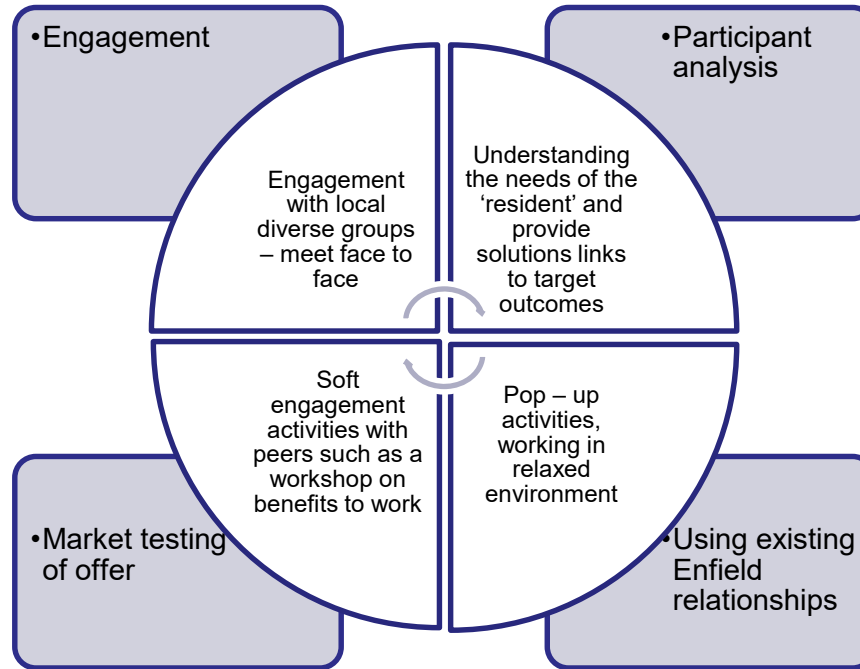 •Engagement
•Participant
analysis
Engagement
with local
diverse groups
– meet face to
face
Understanding
the needs of the
‘resident’ and
provide
solutions links
to target
outcomes
Soft
engagement
activities with
peers such as a
workshop on
benefits to work
Pop – up
activities,
working in
relaxed
environment
•Market testing
of offer
•Using existing
Enfield
relationships